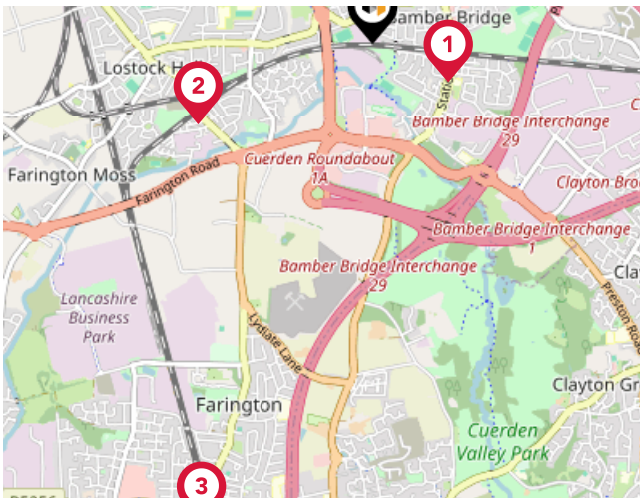 Bamber Bridge
1
Lostock H
2
Static
Bamber Bridge Interchange
29
Cuerden Roundabout
1A
Farington Road
Farington Moss
Clayton Bro
Bamber Bridge Interchange
1
Bamber Bridge Interchange
29
Cla
Preston Road
Lancashire
Business
Park
Lydiate Lane
Clayton Gr
Farington
Cuerden
Valley Park
3